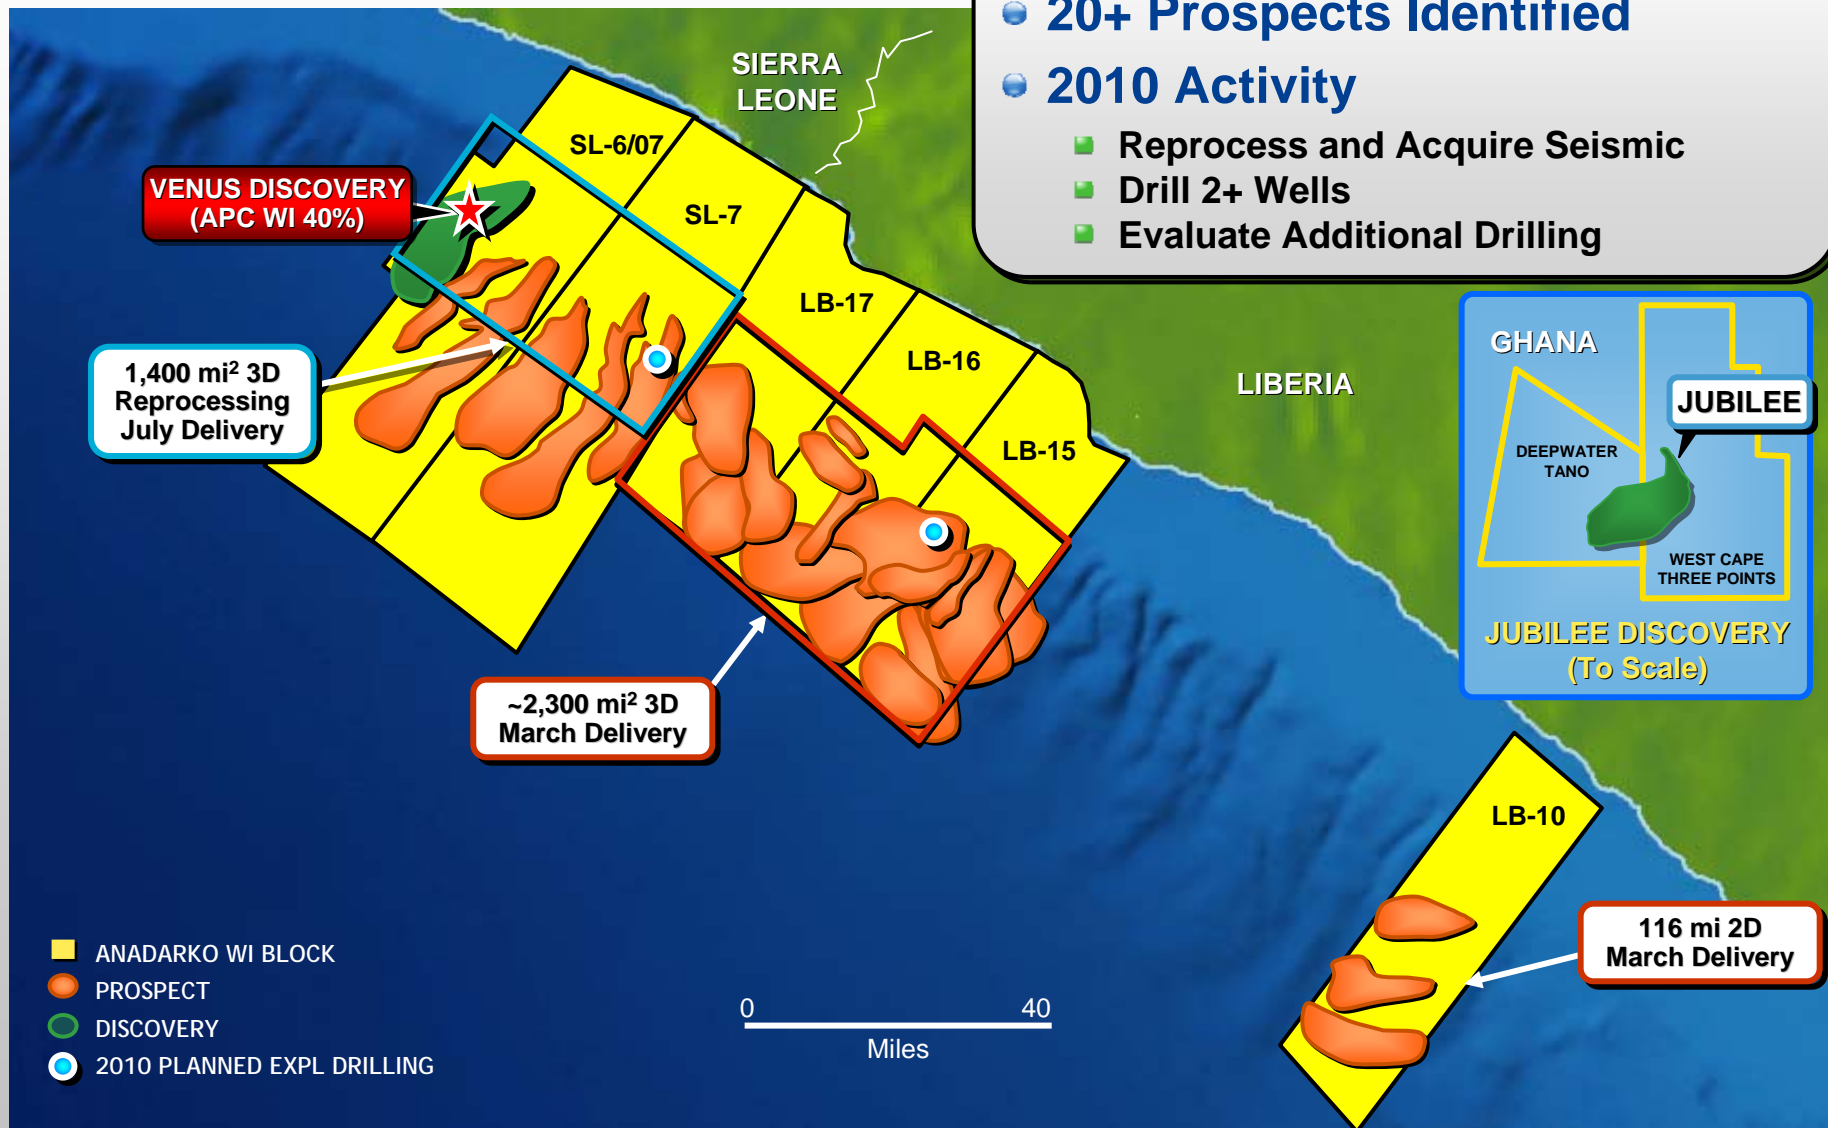 20+ Prospects Identified
2010 Activity
Reprocess and Acquire Seismic
Drill 2+ Wells
Evaluate Additional Drilling
SIERRA
LEONE
SL-6/07
VENUS DISCOVERY
(APC WI 40%)
SL-7
LB-17
LB-16
LB-15
LIBERIA
1,400 mi² 3D
Reprocessing
July Delivery
GHANA
JUBILEE
DEEPWATER
TANO
WEST CAPE
THREE POINTS
JUBILEE DISCOVERY
(To Scale)
~2,300 mi² 3D
March Delivery
LB-10
116 mi 2D
March Delivery
ANADARKO WI BLOCK
PROSPECT
DISCOVERY
2010 PLANNED EXPL DRILLING
0 40
Miles